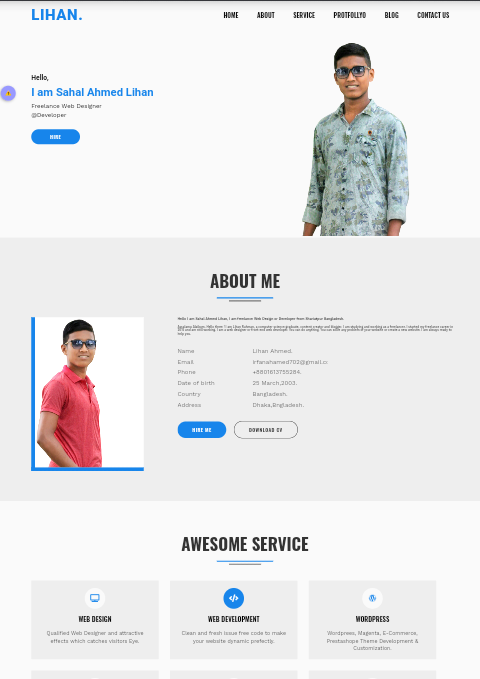 LIHAN.
HOME ABOUT SERVICE PROTFOLLYO BLOG CONTACT US
Hello,
I am Sahal Ahmed Lihan
Freelance Web Designer
@Developer
HIRE
ABOUT ME
Hello I am Sahal Ahmed Lihan, I am Freelance Web Design or Developer from
Name Lihan Ahmed.
Email irfanahamed702@gmail.c
Phone +8801613755284.
Date of birth 25 March,2003.
Country Bangladesh.
Address Dhaka,Bngladesh.
HIRE ME DOWNLOAD CV
AWESOME SERVICE
WEB DESIGN WEB DEVELOPMENT WORDPRESS
Qualified Web Designer and attractive Clean and fresh issue free code to make Wordpress, Magenta, E-Commerce,
effects which catches visitors Eye. your website dynamic prefectly. Prestashope Theme Development &
Customization.